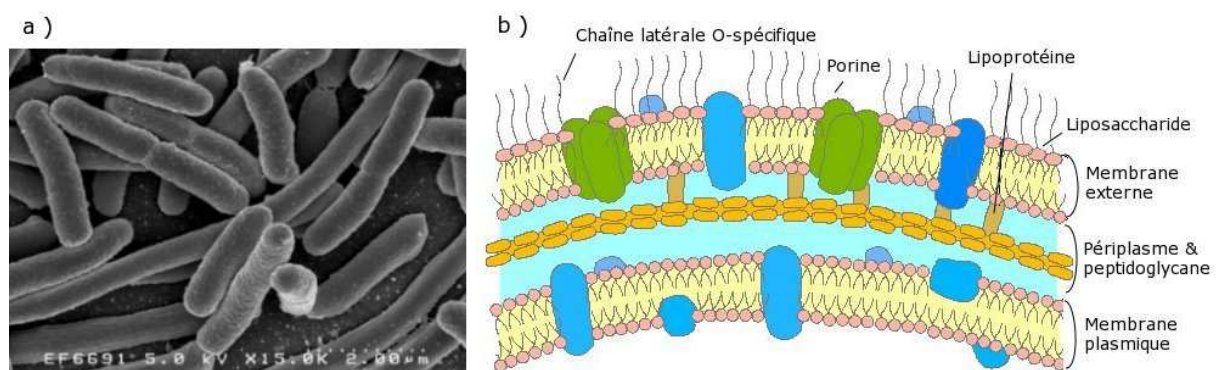 a )
b )
Chaîne latérale O-spécifique
Porine
Lipoprotéine
Liposaccharide
Membrane
externe
Périplasme &
peptidoglycane
Membrane
plasmique
EF6691 5.0 kV X15.0K 2.00μm